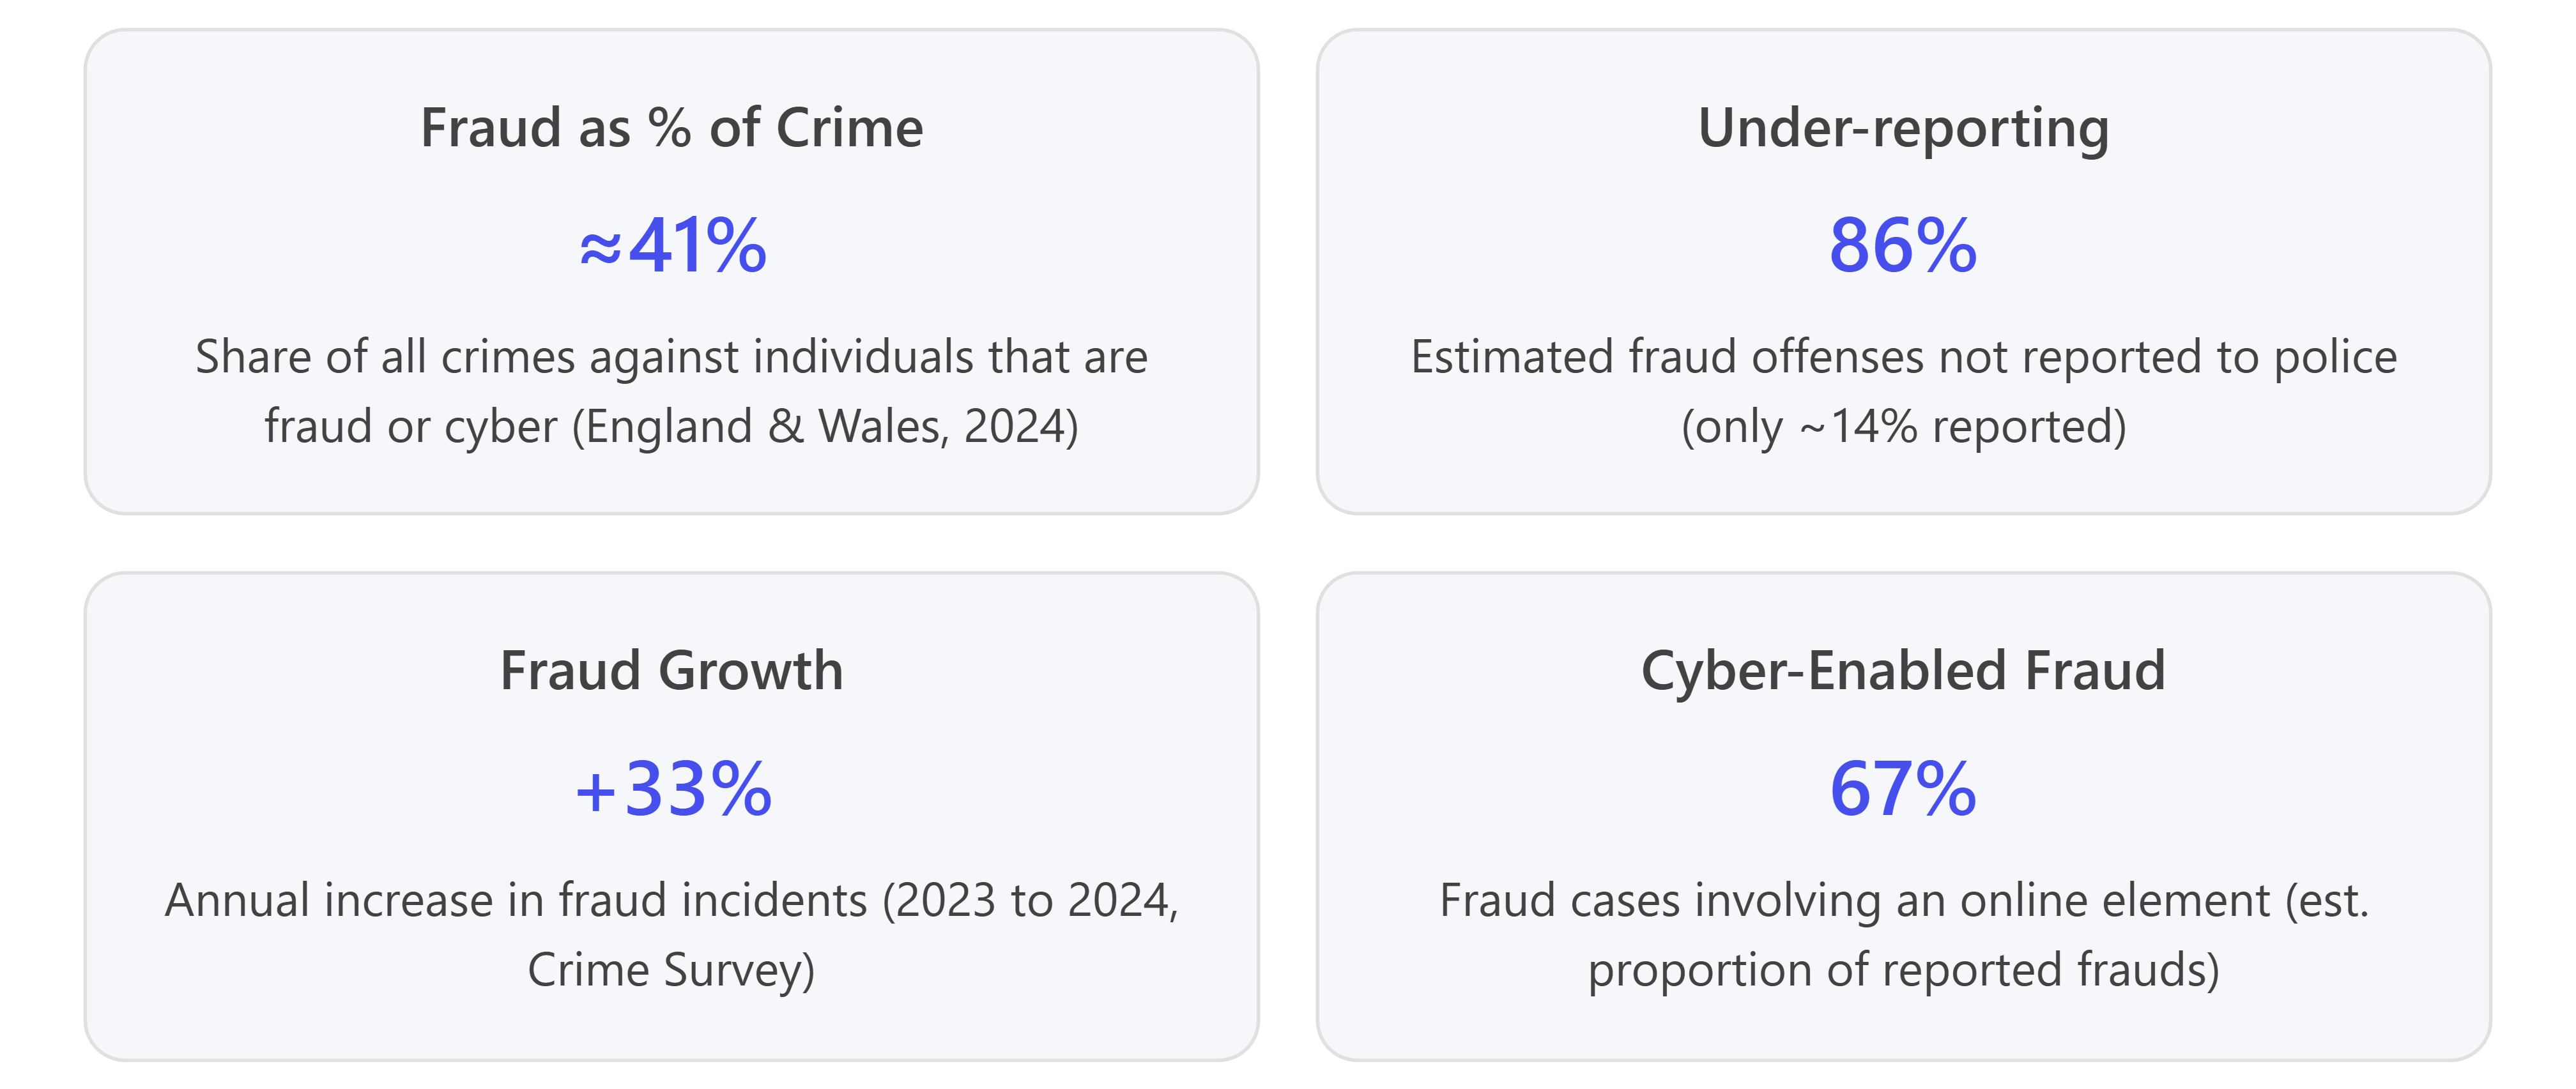 Fraud as % of Crime
≈41%
Share of all crimes against individuals that are
fraud or cyber (England & Wales, 2024)
Under-reporting
86%
Estimated fraud offenses not reported to police
(only ~14% reported)
Fraud Growth
+33%
Annual increase in fraud incidents (2023 to 2024,
Crime Survey)
Cyber-Enabled Fraud
67%
Fraud cases involving an online element (est.
proportion of reported frauds)